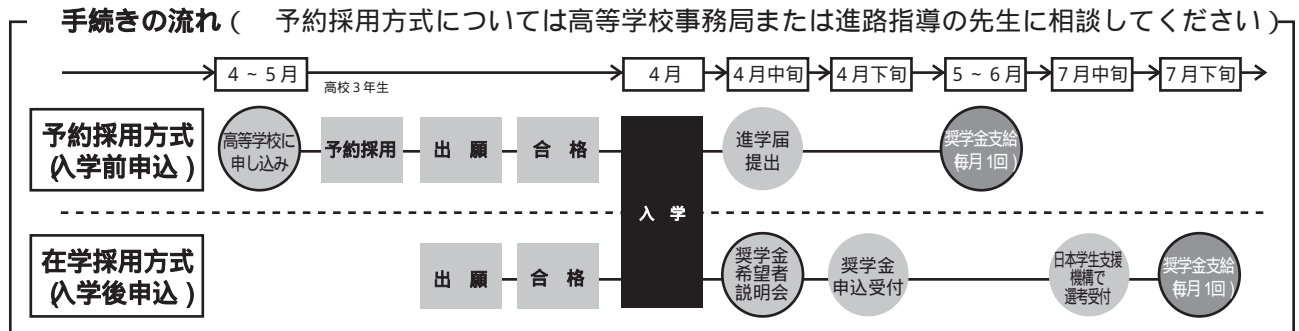 手続きの流れ（　予約採用方式については高等学校事務局または進路指導の先生に相談してください）
4～5月
高校3年生
4月
4月中旬
4月下旬
5～6月
7月中旬
7月下旬
予約採用方式
(入学前申込)
高等学校に
申し込み
予約採用
出　願
合　格
進学届
提出
奨学金支給
(毎月1回)
入　学
在学採用方式
(入学後申込)
出　願
合　格
奨学金
希望者
説明会
奨学金
申込受付
日本学生支援
機構で
選考受付
奨学金支給
(毎月1回)